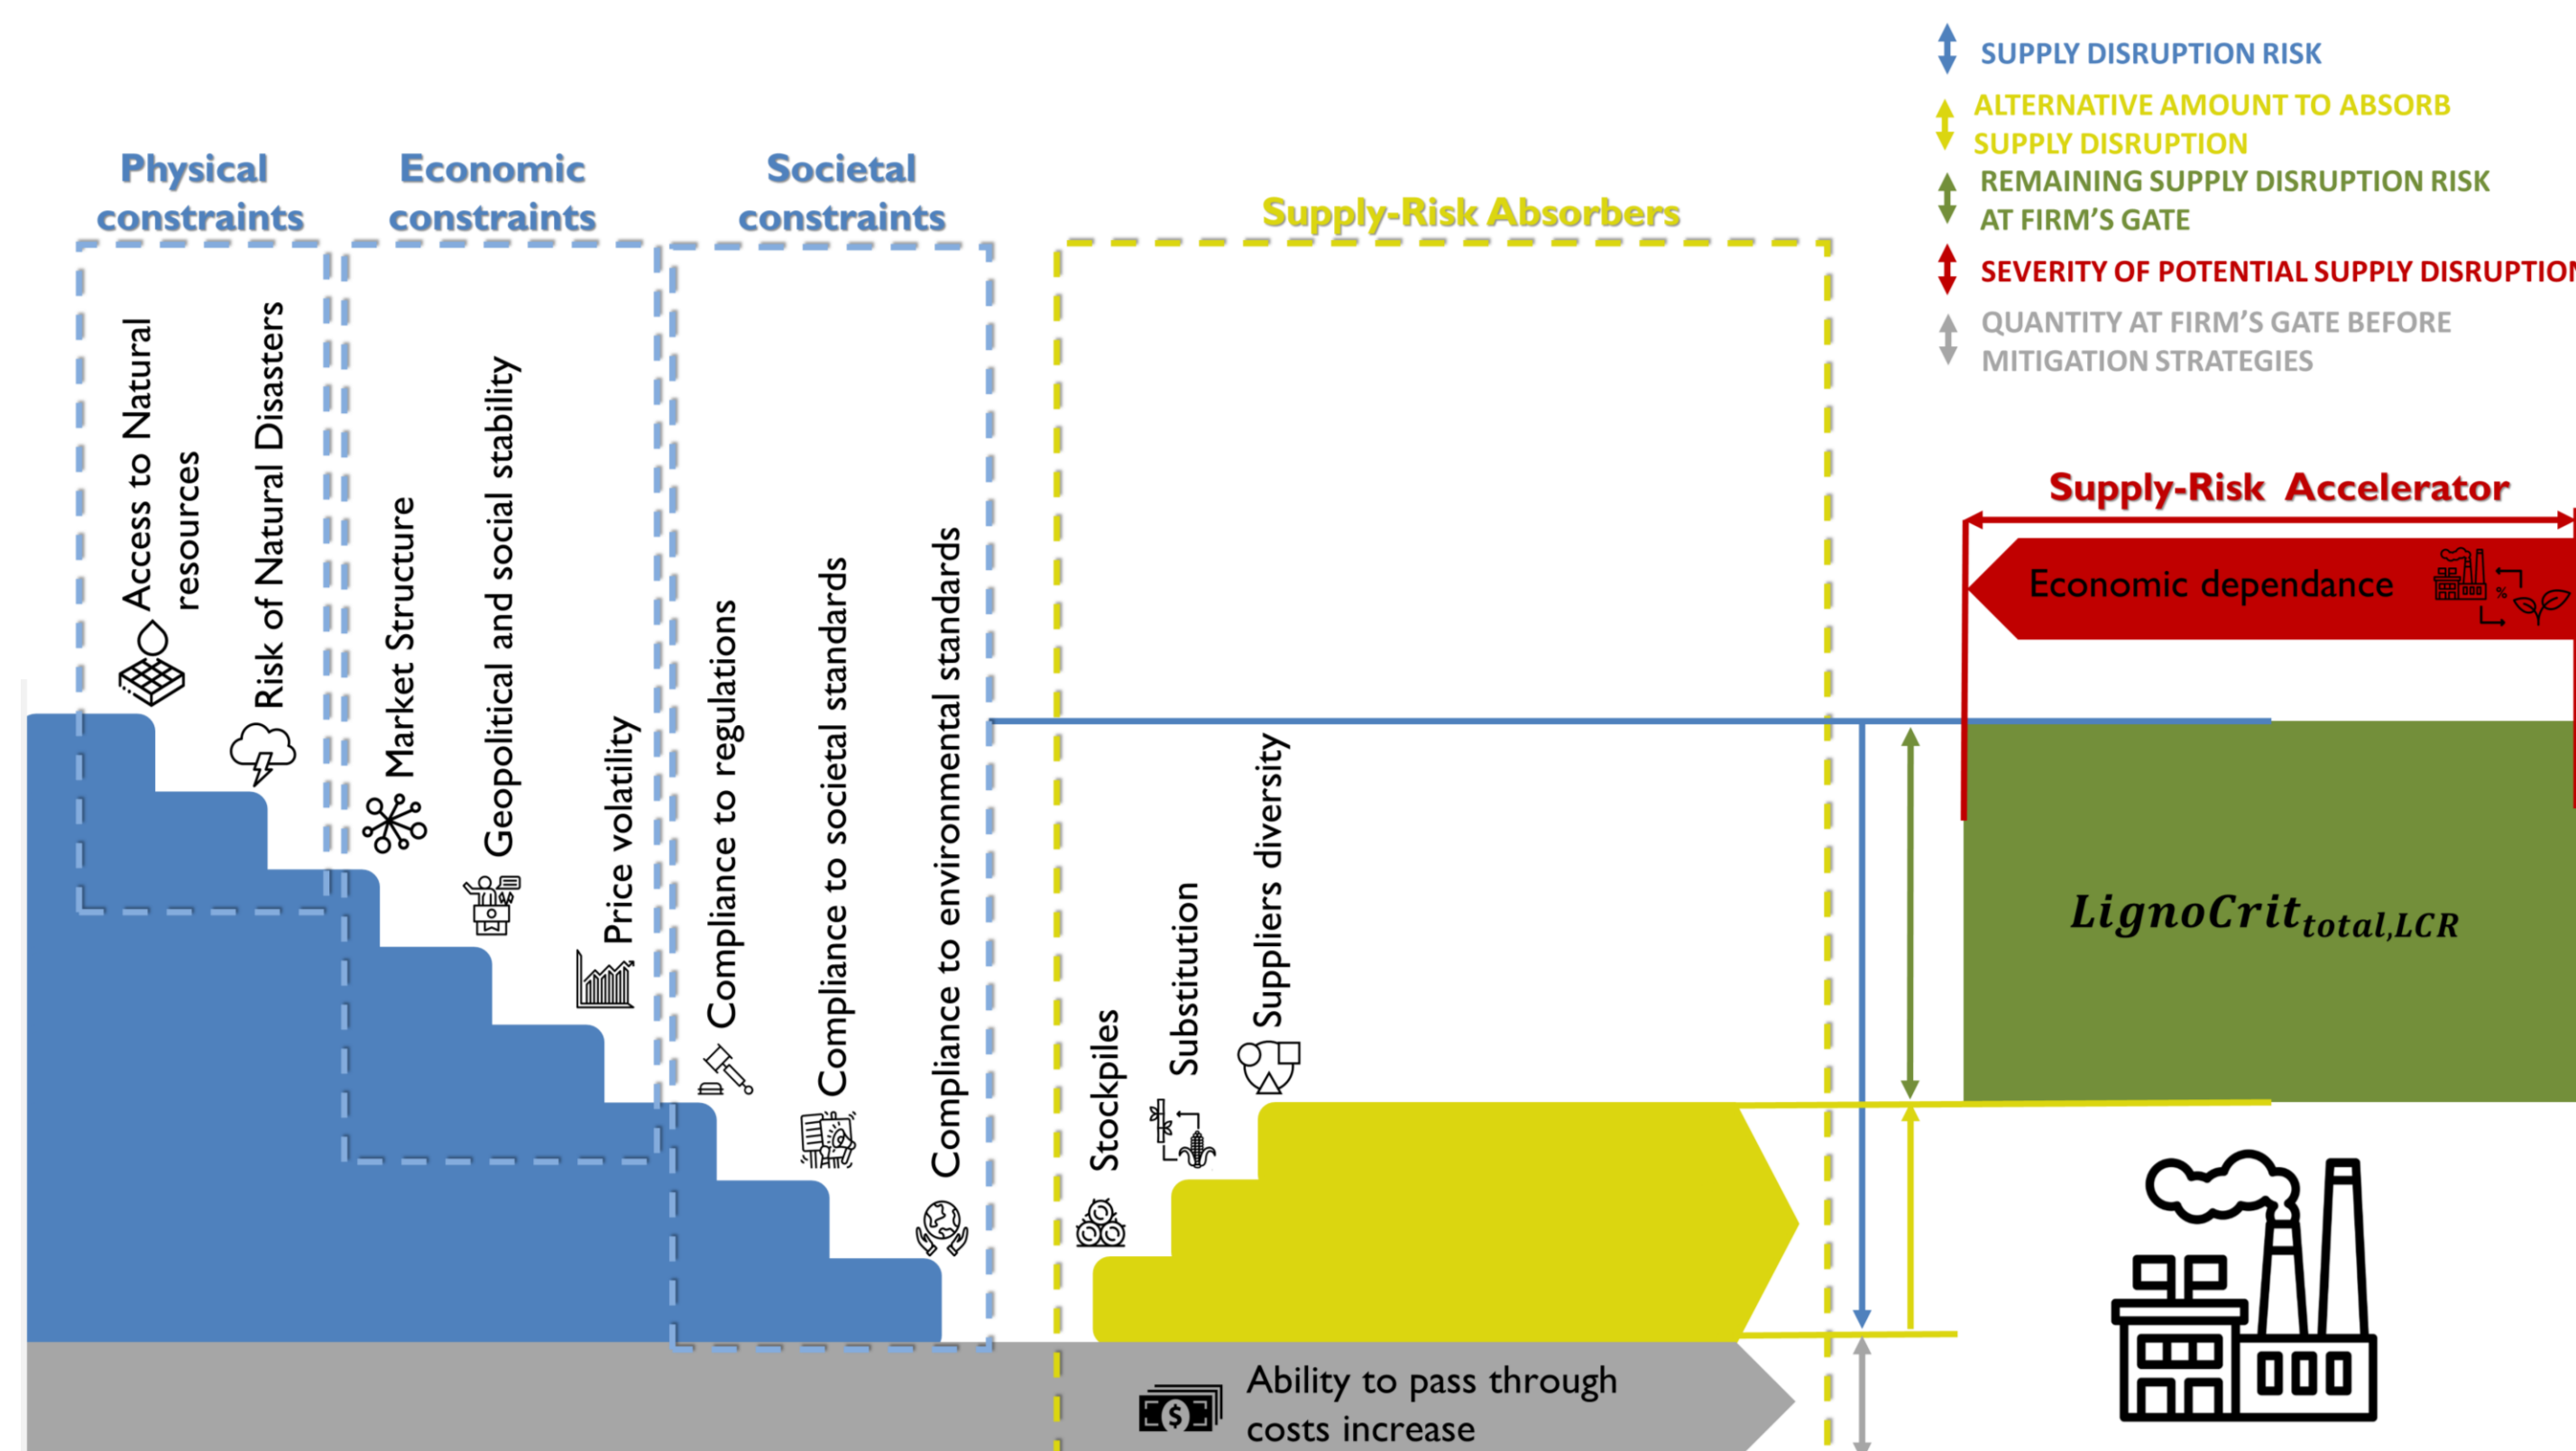 SUPPLY DISRUPTION RISK
ALTERNATIVE AMOUNT TO ABSORB
SUPPLY DISRUPTION
REMAINING SUPPLY DISRUPTION RISK
AT FIRM'S GATE
SEVERITY OF POTENTIAL SUPPLY DISRUPTION
QUANTITY AT FIRM'S GATE BEFORE
MITIGATION STRATEGIES
Physical
constraints
Economic
constraints
Societal
constraints
Supply-Risk Absorbers
Access to Natural
resources
Risk of Natural Disasters
Market Structure
Geopolitical and social stability
Price volatility
Compliance to regulations
Compliance to societal standards
Compliance to environmental standards
Stockpiles
Substitution
Suppliers diversity
Supply-Risk Accelerator
Economic dependance
%
LignoCrit total,LCR
$
Ability to pass through
costs increase